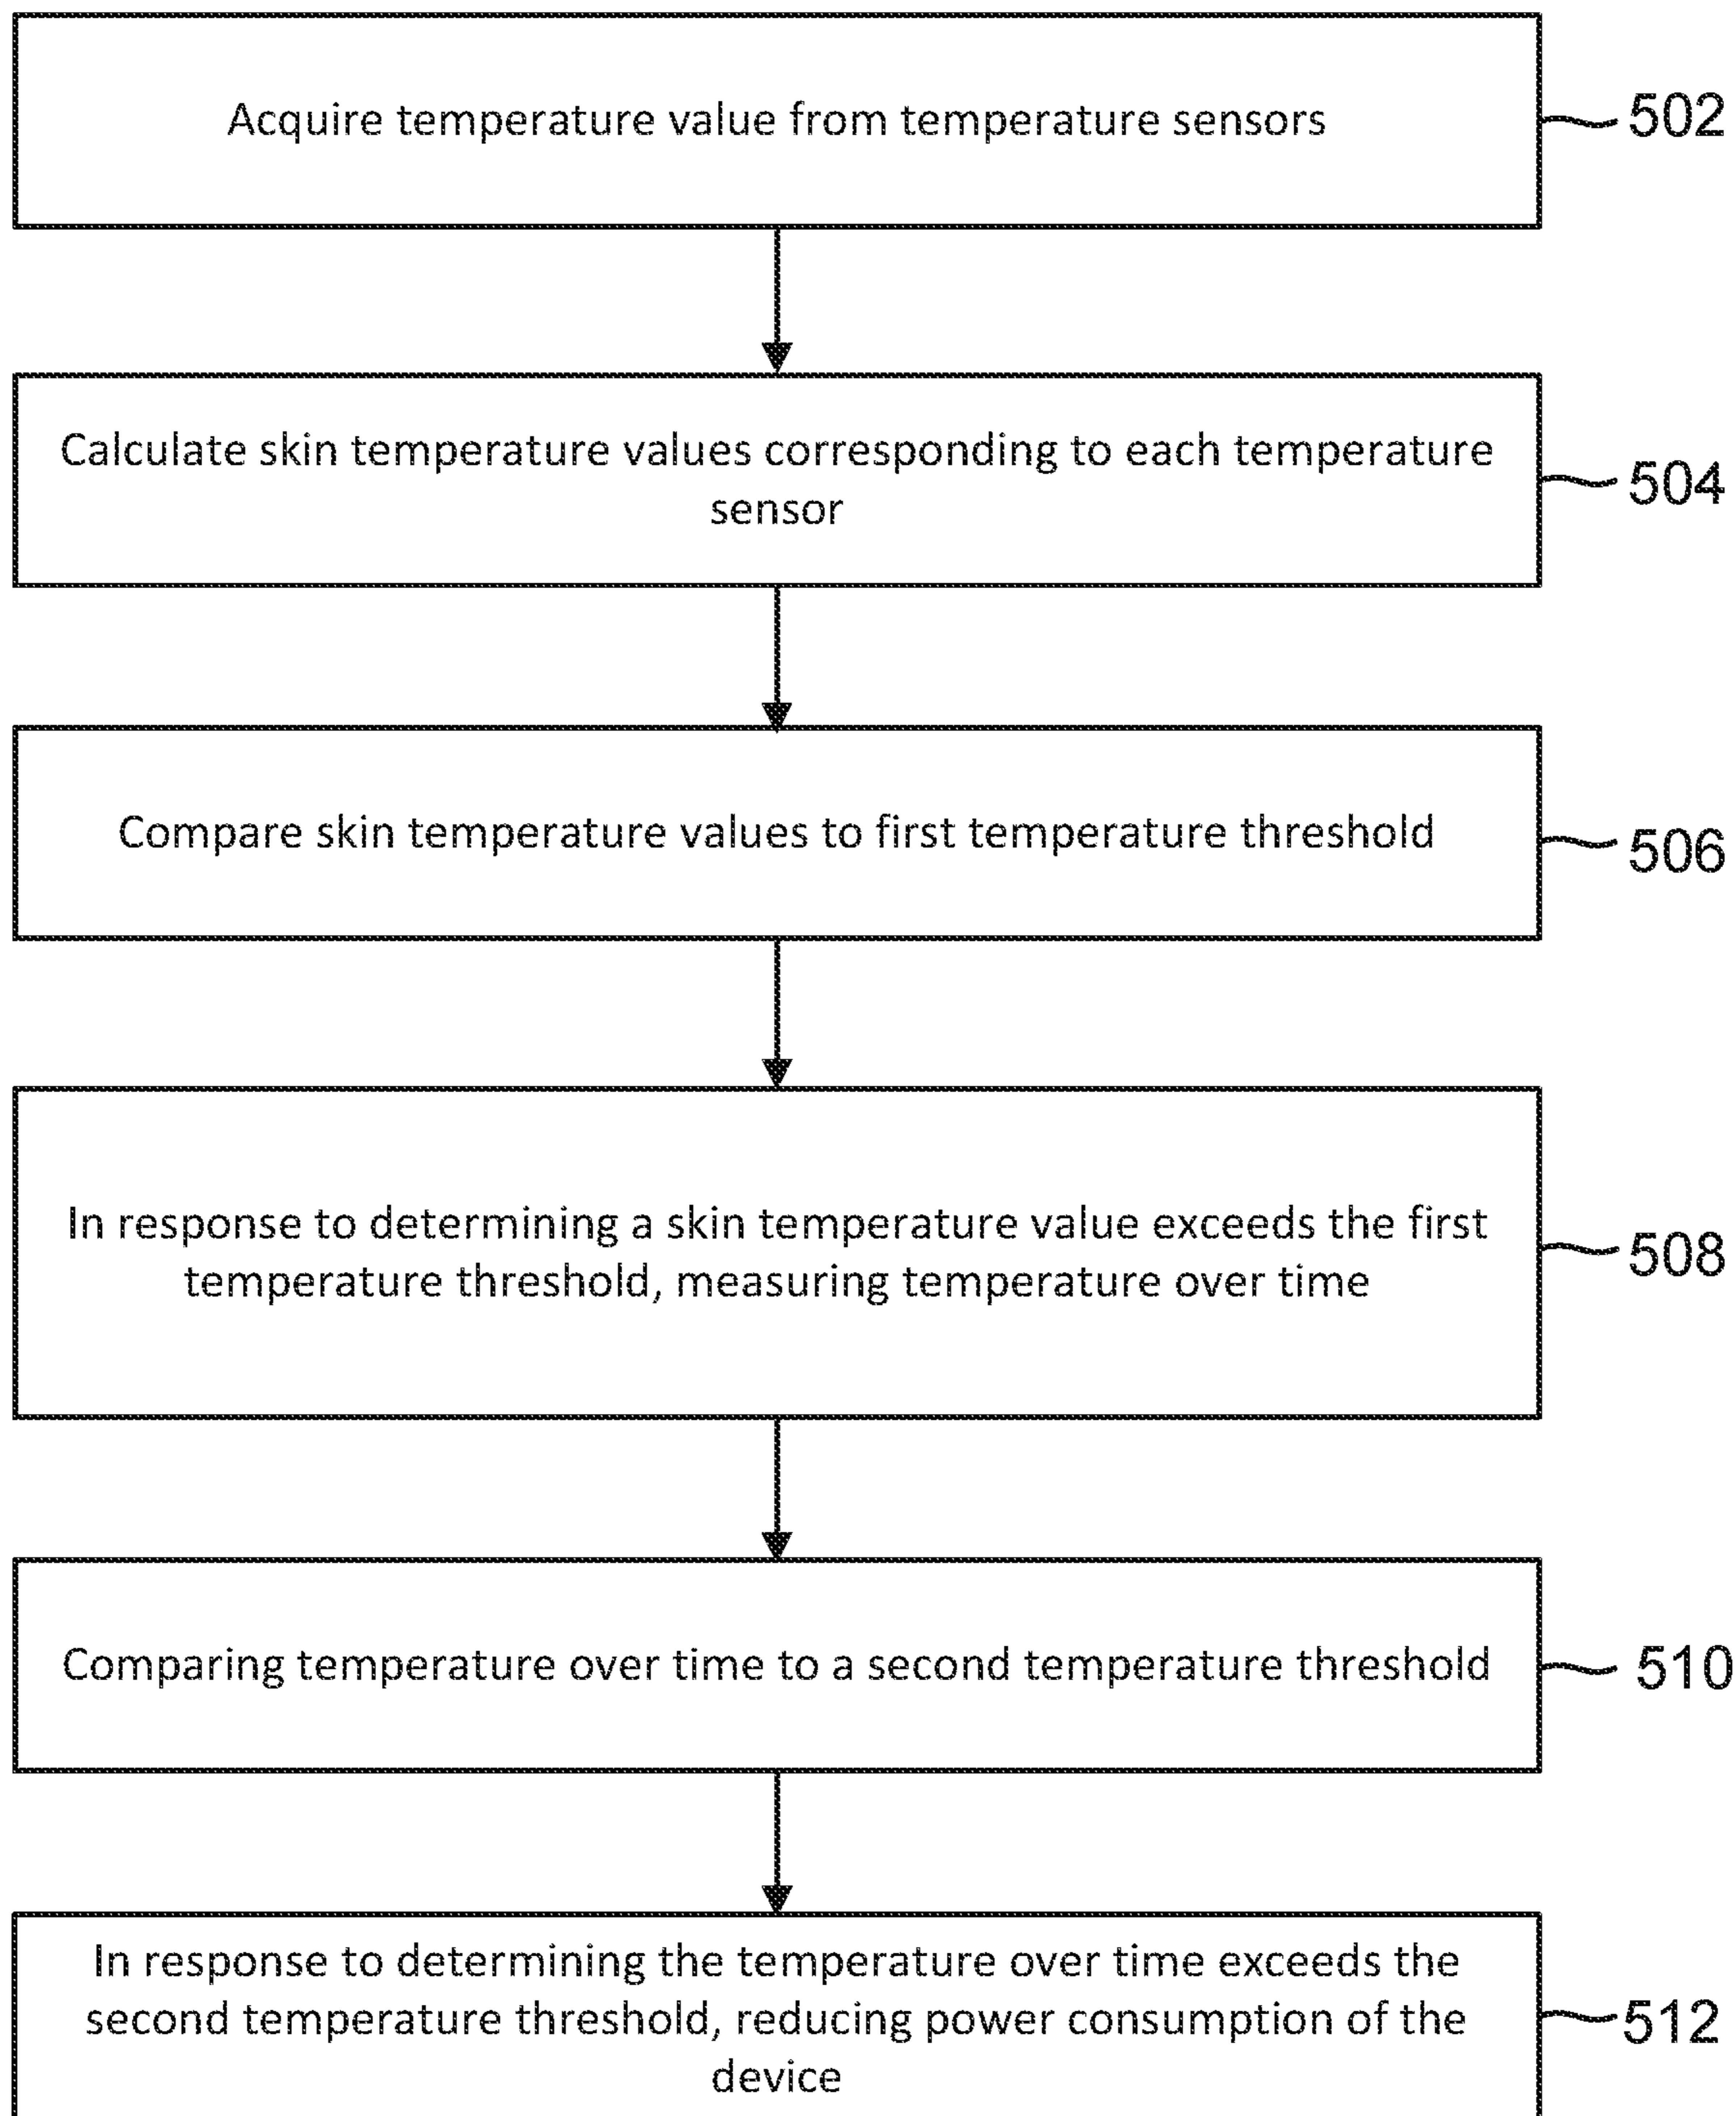 Acquire temperature value from temperature sensors
502
Calculate skin temperature values corresponding to each temperature
sensor
504
Compare skin temperature values to first temperature threshold
506
In response to determining a skin temperature value exceeds the first
temperature threshold, measuring temperature over time
508
Comparing temperature over time to a second temperature threshold
510
In response to determining the temperature over time exceeds the
second temperature threshold, reducing power consumption of the
device
512